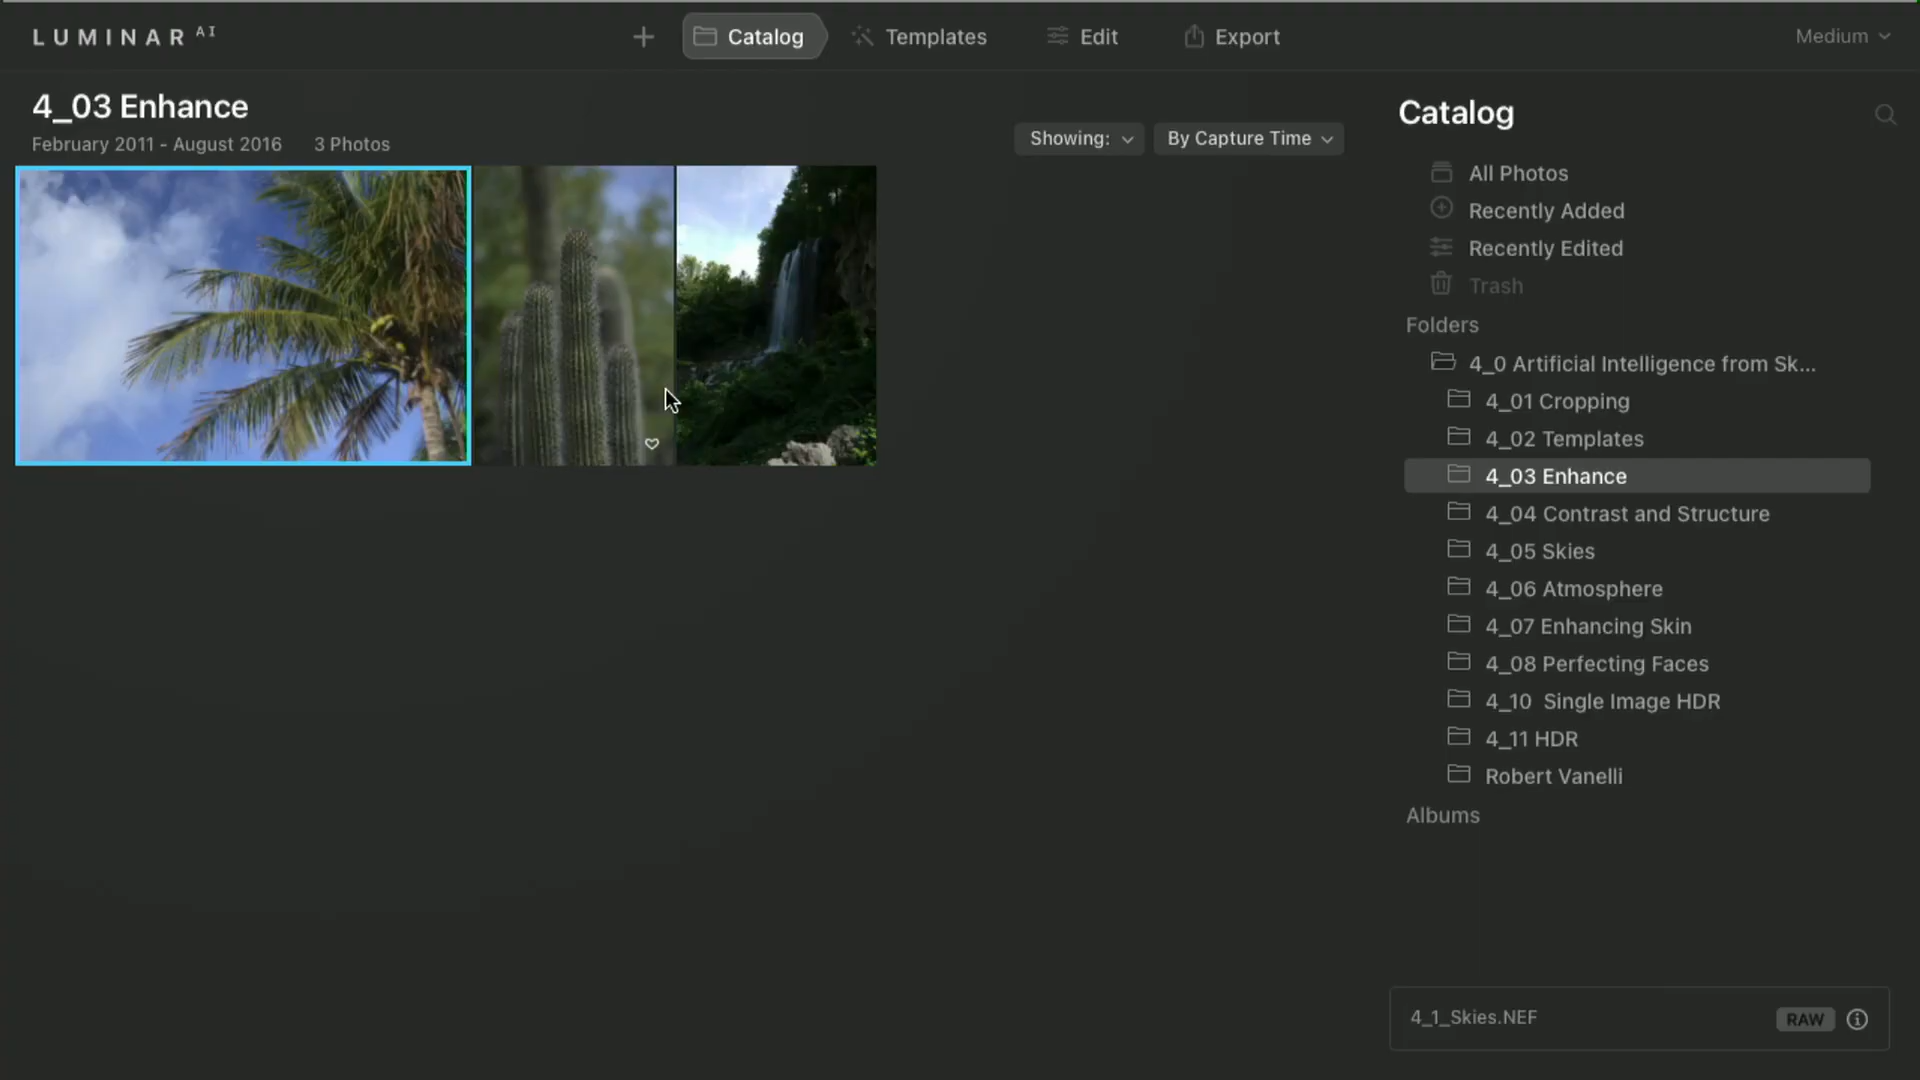 LUMINAR AI
Catalog
Templates
Edit
Export
Medium
4_03 Enhance
February 2011 - August 2016 3 Photos
Showing:
By Capture Time
Catalog
All Photos
Recently Added
Recently Edited
Trash
Folders
4_0 Artificial Intelligence from Sk...
4_01 Cropping
4_02 Templates
4_03 Enhance
4_04 Contrast and Structure
4_05 Skies
4_06 Atmosphere
4_07 Enhancing Skin
4_08 Perfecting Faces
4_10 Single Image HDR
4_11 HDR
Robert Vanelli
Albums
4_1_Skies.NEF
RAW